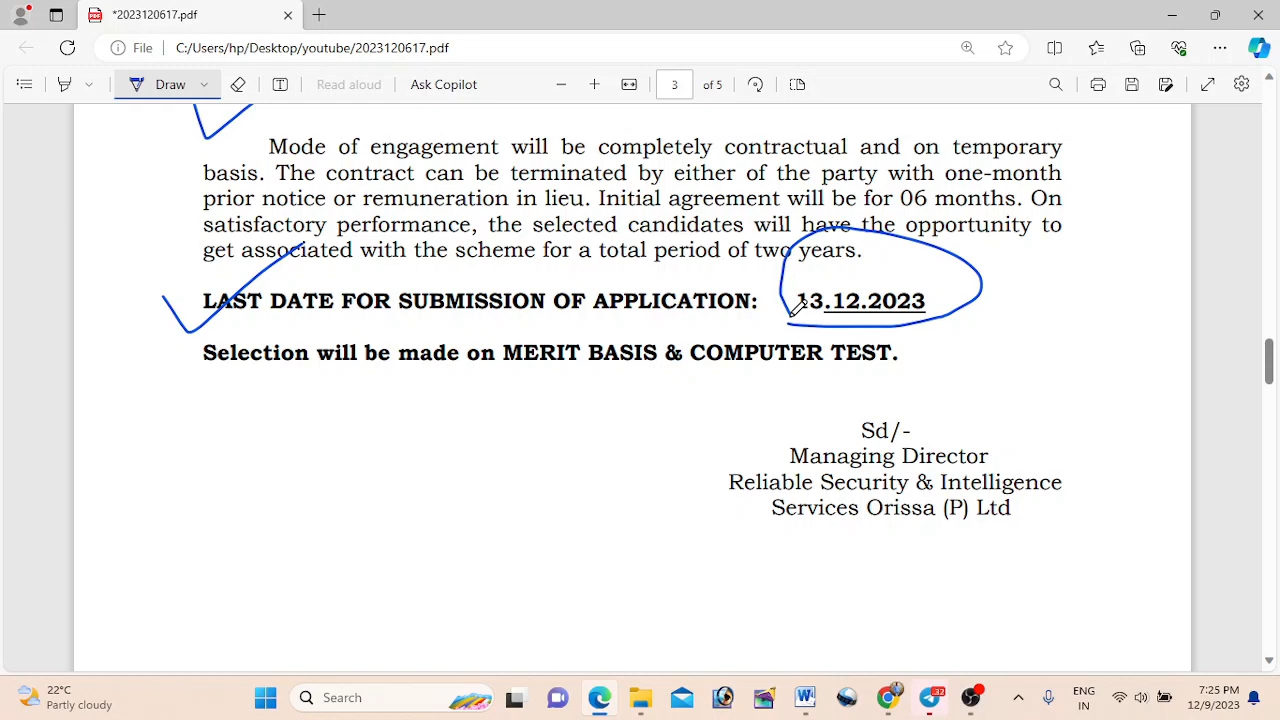 *2023120617.pdf
File C:/Users/hp/Desktop/youtube/2023120617.pdf
Draw Read aloud Ask Copilot 3 of 5
Mode of engagement will be completely contractual and on temporary
basis. The contract can be terminated by either of the party with one-month
prior notice or remuneration in lieu. Initial agreement will be for 06 months. On
satisfactory performance, the selected candidates will have the opportunity to
get associated with the scheme for a total period of two years.
LAST DATE FOR SUBMISSION OF APPLICATION: 13.12.2023
Selection will be made on MERIT BASIS & COMPUTER TEST.
Sd/-
Managing Director
Reliable Security & Intelligence
Services Orissa (P) Ltd
22°C
Partly cloudy
Search
32
ENG
IN
7:25 PM
12/9/2023